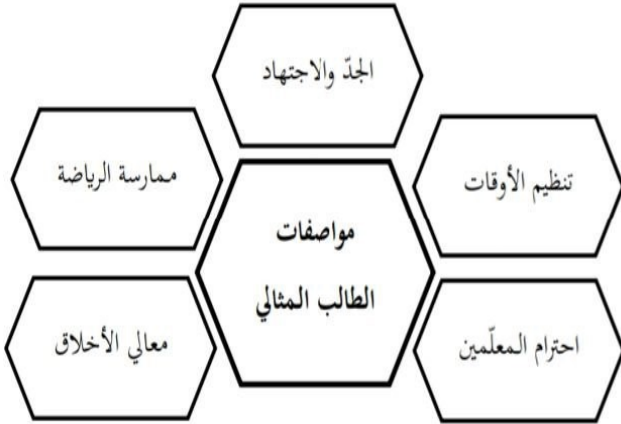 الجدّ والاجتهاد
تنظيم الأوقات
ممارسة الرياضة
مواصفات
الطالب المثالي
احترام المعلّمين
معالي الأخلاق